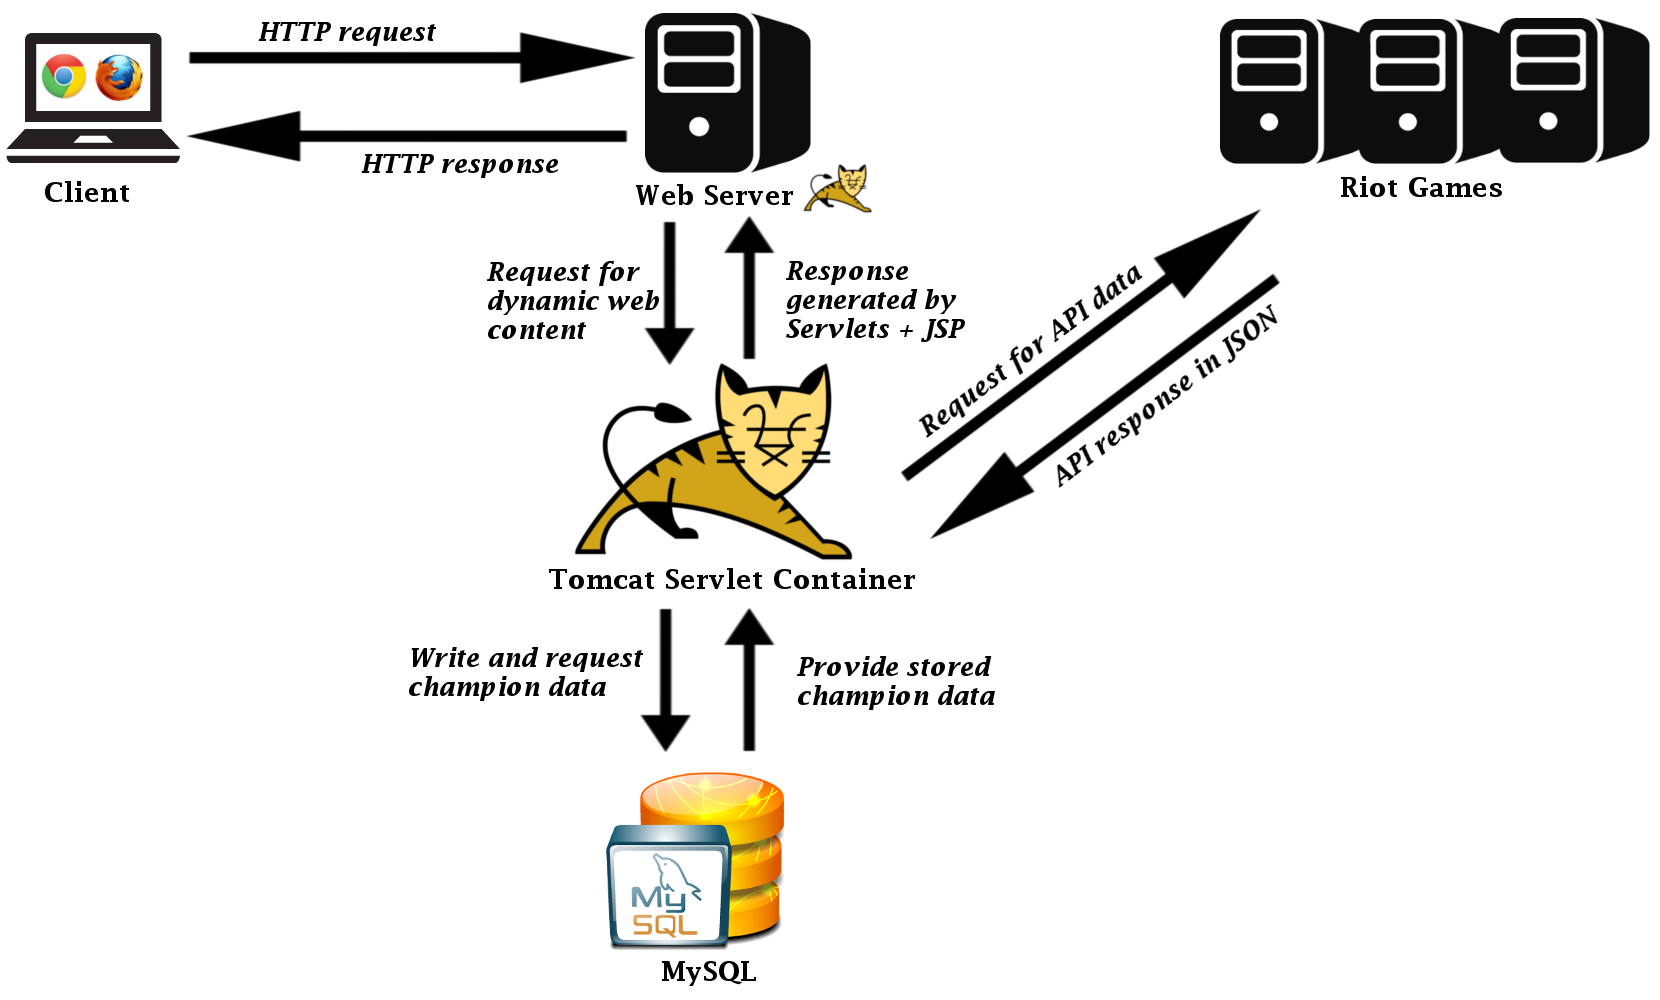 HTTP request
HTTP response
Client
Web Server
Riot Games
Request for
dynamic web
content
Response
generated by
Servlets + JSP
Request for API data
API response in JSON
Tomcat Servlet Container
Write and request
champion data
Provide stored
champion data
My
SQL
MySQL